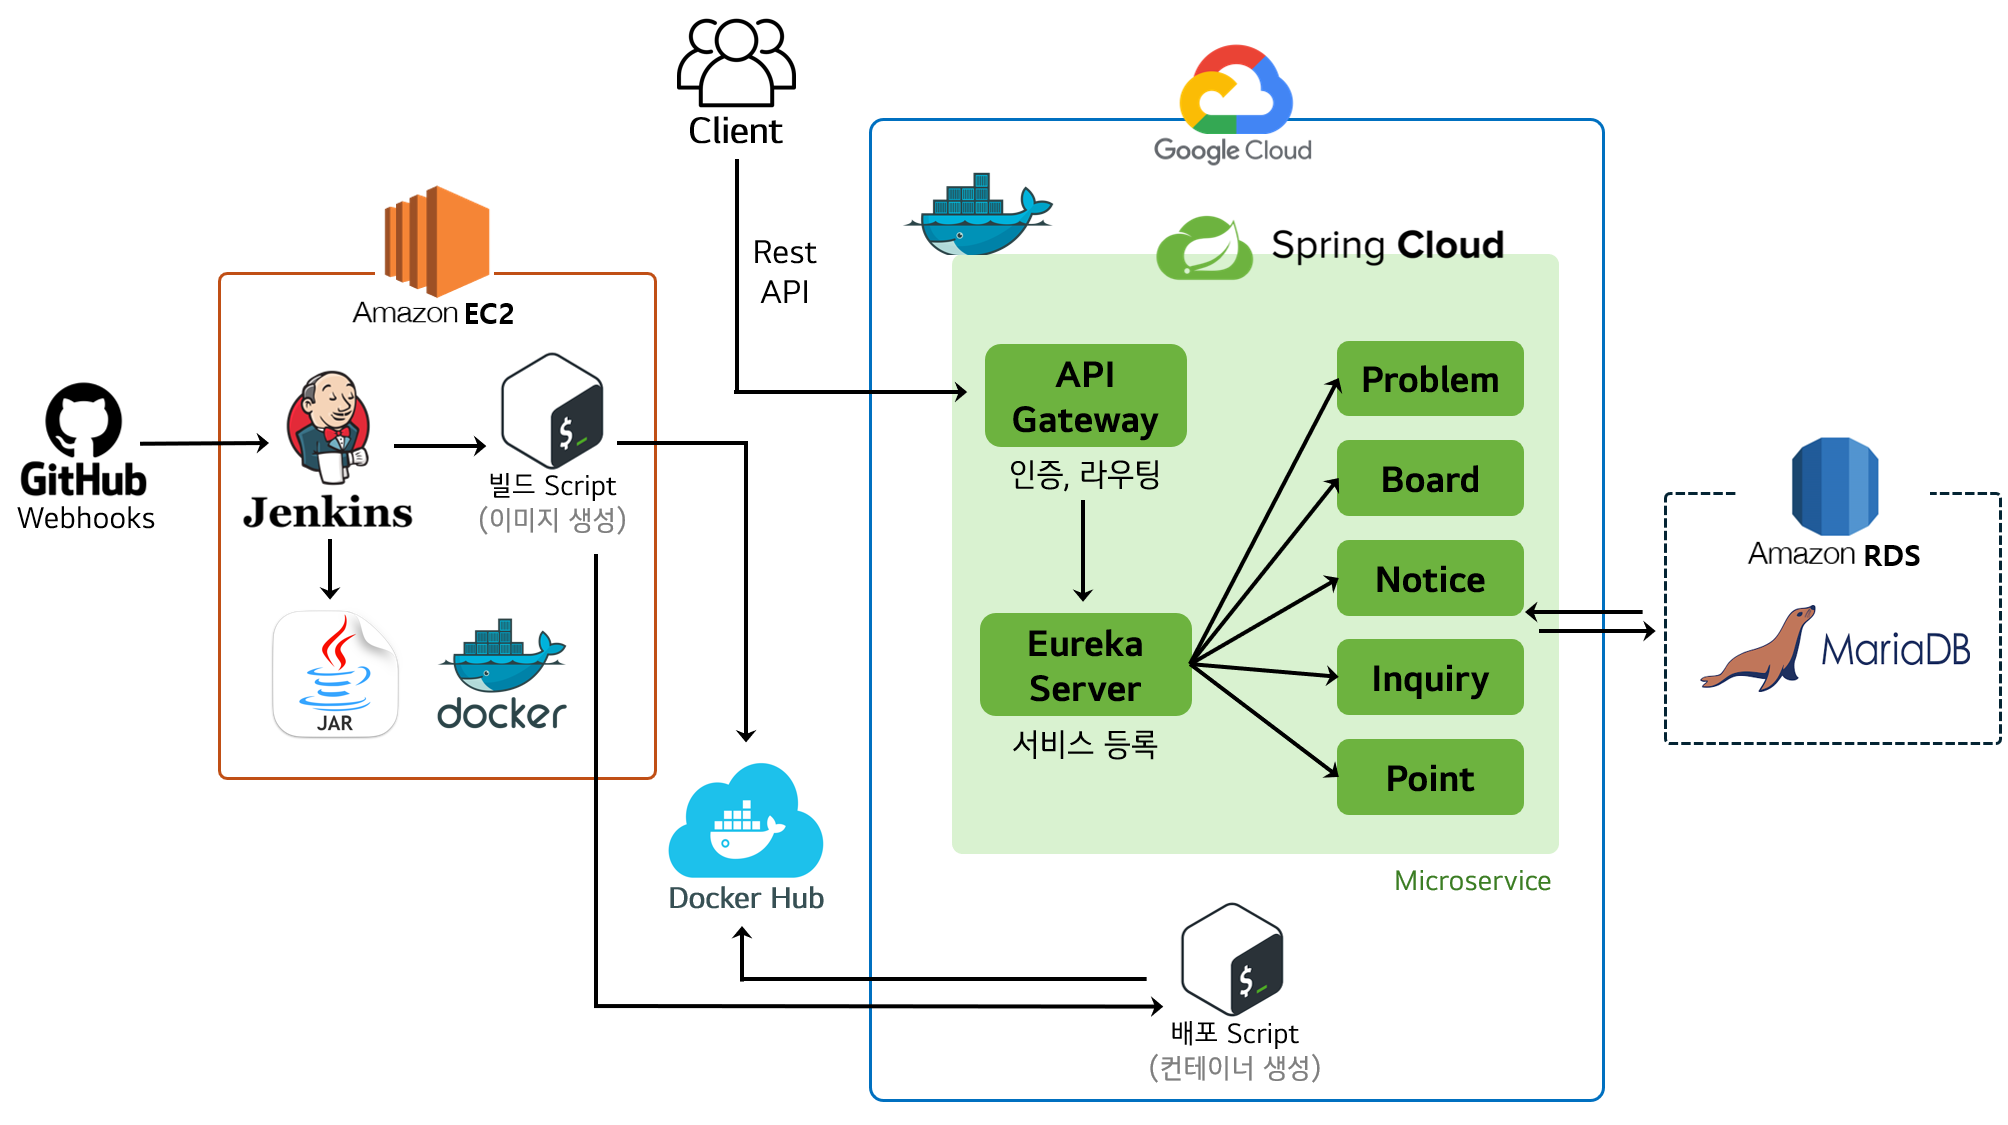 Client
Rest
API
Google Cloud
Spring Cloud
Amazon EC2
GitHub
Webhooks
Jenkins
$_
빌드 Script
(이미지 생성)
JAR
docker
Docker Hub
API
Gateway
인증, 라우팅
Eureka
Server
서비스 등록
Problem
Board
Notice
Inquiry
Point
Microservice
Amazon RDS
MariaDB
$_
배포 Script
(컨테이너 생성)